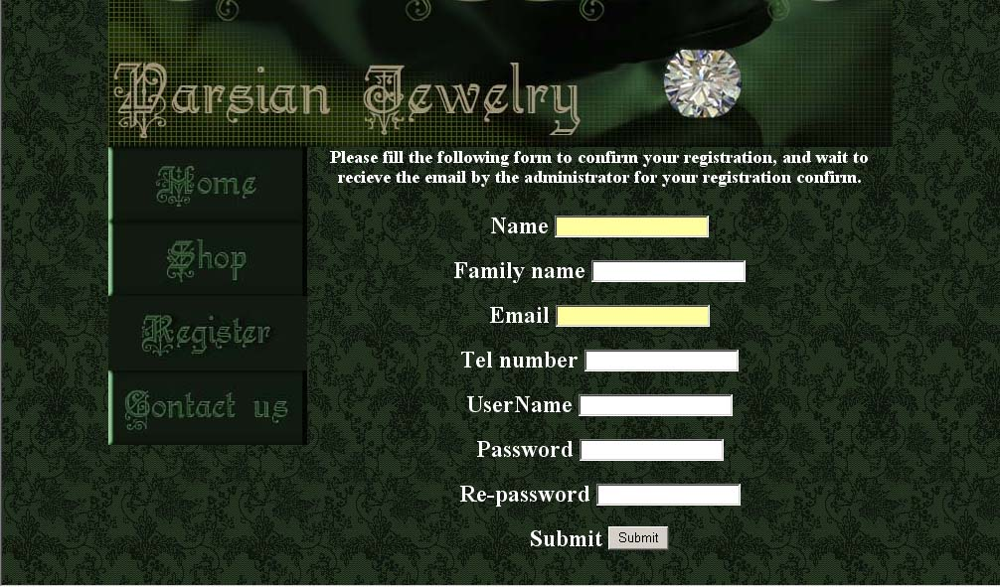 Parsian Jewelry
Home
Shop
Register
Contact us
Please fill the following form to confirm your registration, and wait to
recieve the email by the administrator for your registration confirm.
Name
Family name
Email
Tel number
UserName
Password
Re-password
Submit Submit